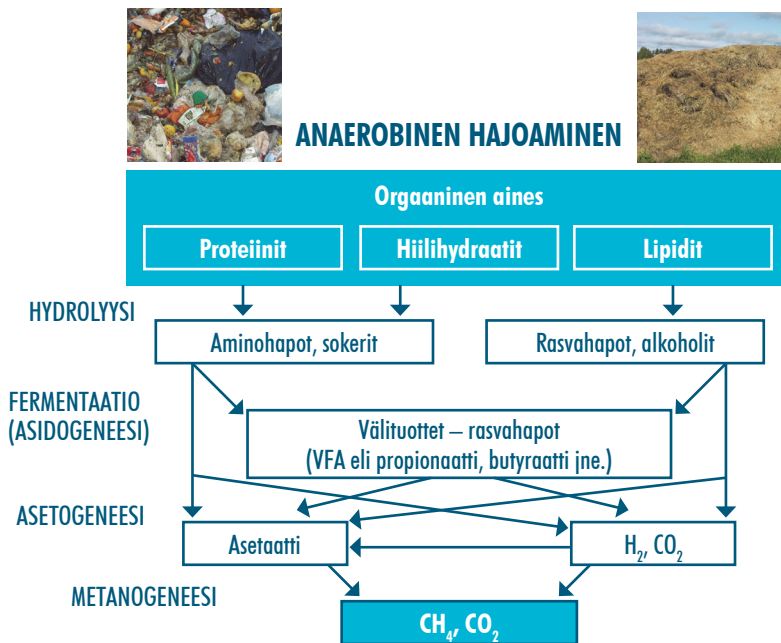 ANAEROBINEN HAJOAMINEN
Orgaaninen aines
Proteiinit
Hiilihydraatit
Lipidit
HYDROLYYSI
Aminohapot, sokerit
Rasvahapot, alkoholit
FERMENTAATIO
(ASIDOGENEESI)
Välituottet – rasvahapot
(VFA eli propionaatti, butyraatti jne.)
ASETOGENEESI
Asetaatti
H₂, CO₂
METANOGENEESI
CH₄, CO₂